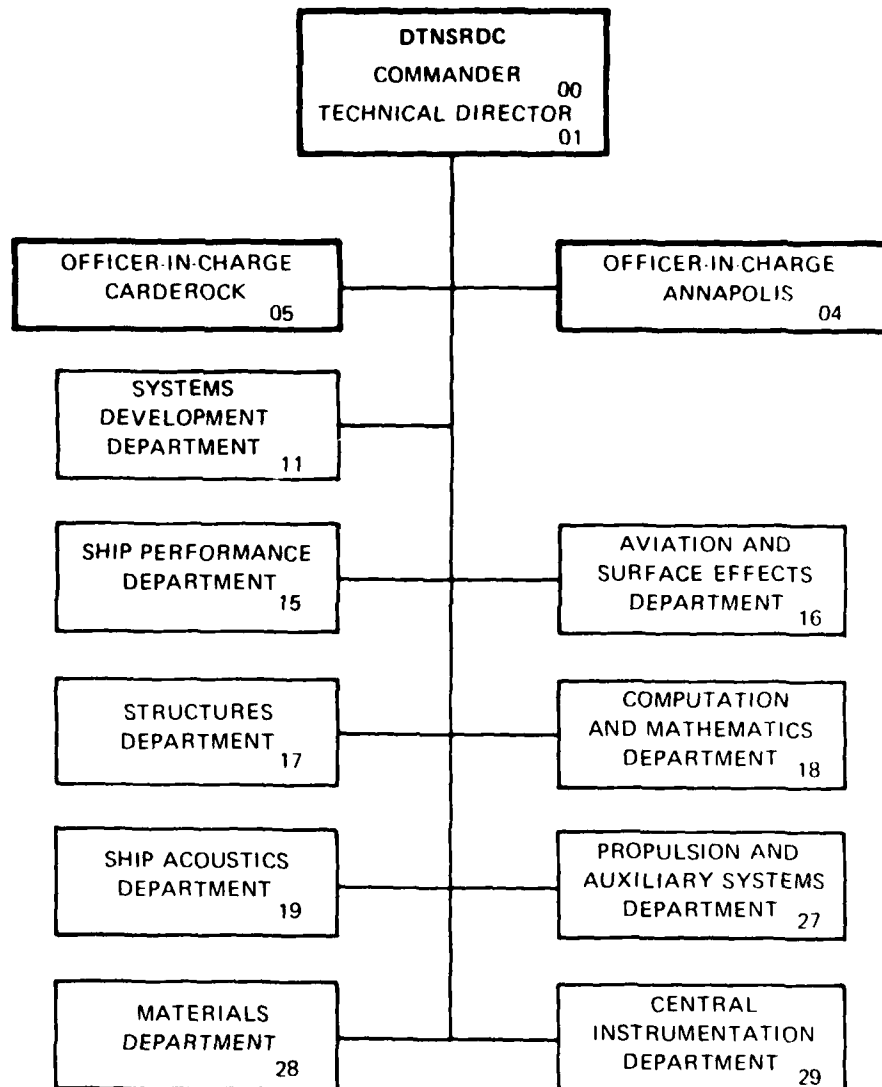 DTNSRDC
COMMANDER
00
TECHNICAL DIRECTOR
01
OFFICER-IN-CHARGE
CARDEROCK
05
OFFICER-IN-CHARGE
ANNAPOLIS
04
SYSTEMS
DEVELOPMENT
DEPARTMENT
11
SHIP PERFORMANCE
DEPARTMENT
15
AVIATION AND
SURFACE EFFECTS
DEPARTMENT
16
STRUCTURES
DEPARTMENT
17
COMPUTATION
AND MATHEMATICS
DEPARTMENT
18
SHIP ACOUSTICS
DEPARTMENT
19
PROPULSION AND
AUXILIARY SYSTEMS
DEPARTMENT
27
MATERIALS
DEPARTMENT
28
CENTRAL
INSTRUMENTATION
DEPARTMENT
29